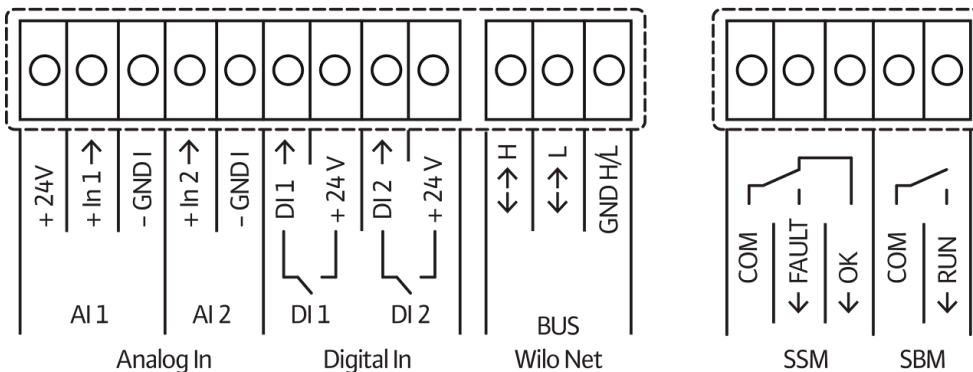 + 24V
+ In 1 →
- GND I
+ In 2 →
- GND I
DI 1 →
+ 24 V
DI 2 →
+ 24 V
↔ H
↔ L
GND H/L
COM
← FAULT
← OK
COM
← RUN
AI 1
AI 2
DI 1
DI 2
BUS
Analog In
Digital In
Wilo Net
SSM
SBM